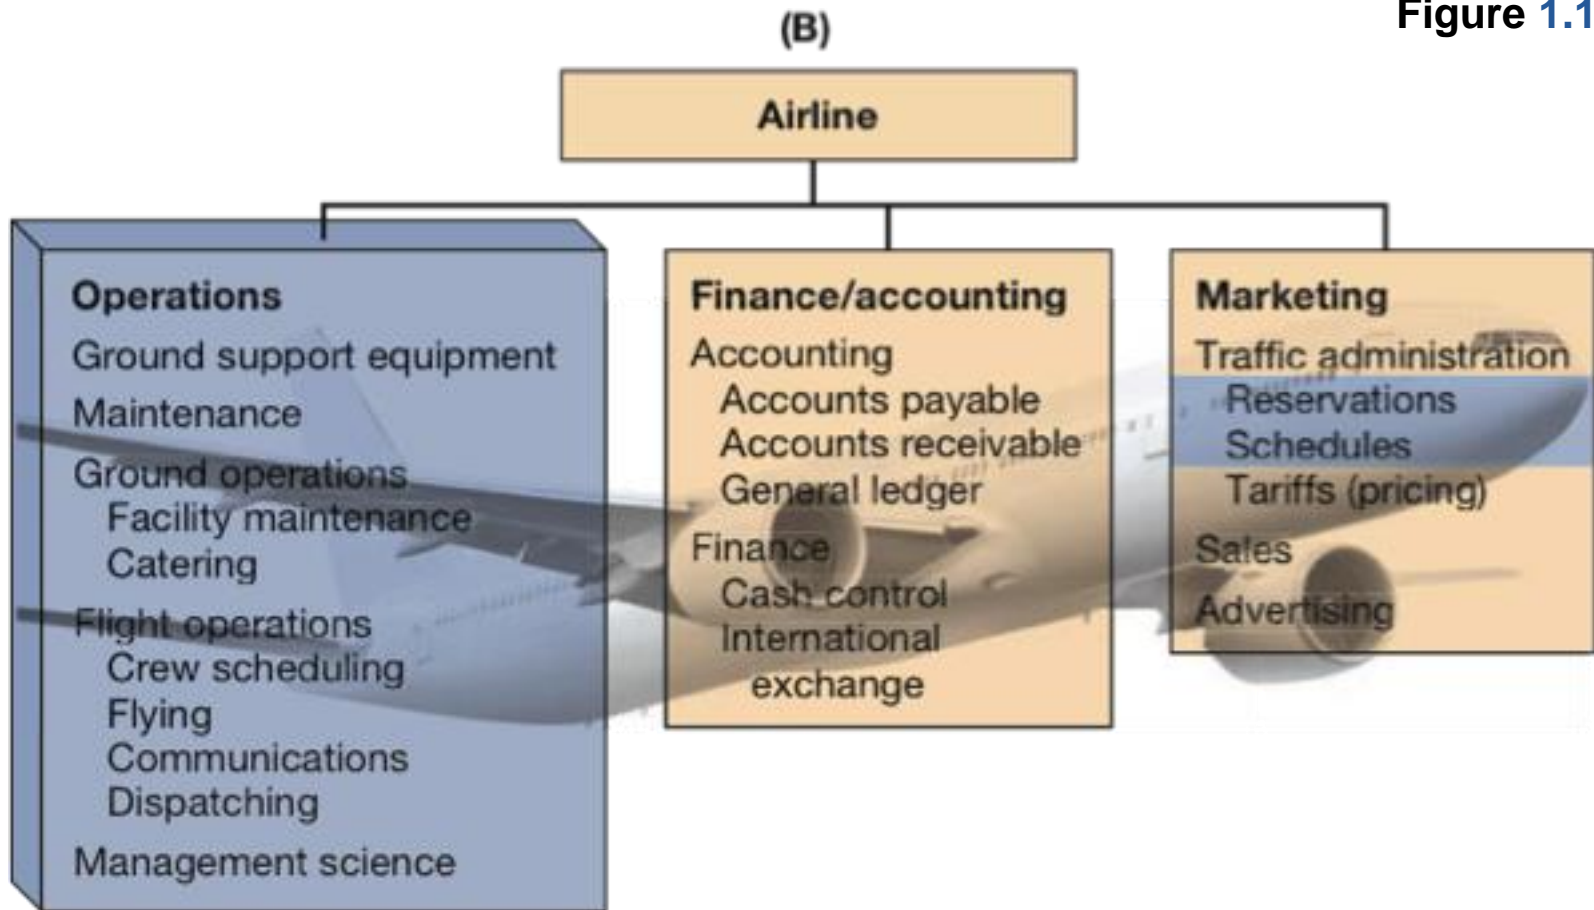 Figure 1.1
(B)
Airline
Operations
Ground support equipment
Maintenance
Ground operations
Facility maintenance
Catering
Flight operations
Crew scheduling
Flying
Communications
Dispatching
Management science
Finance/accounting
Accounting
Accounts payable
Accounts receivable
General ledger
Finance
Cash control
International
exchange
Marketing
Traffic administration
Reservations
Schedules
Tariffs (pricing)
Sales
Advertising